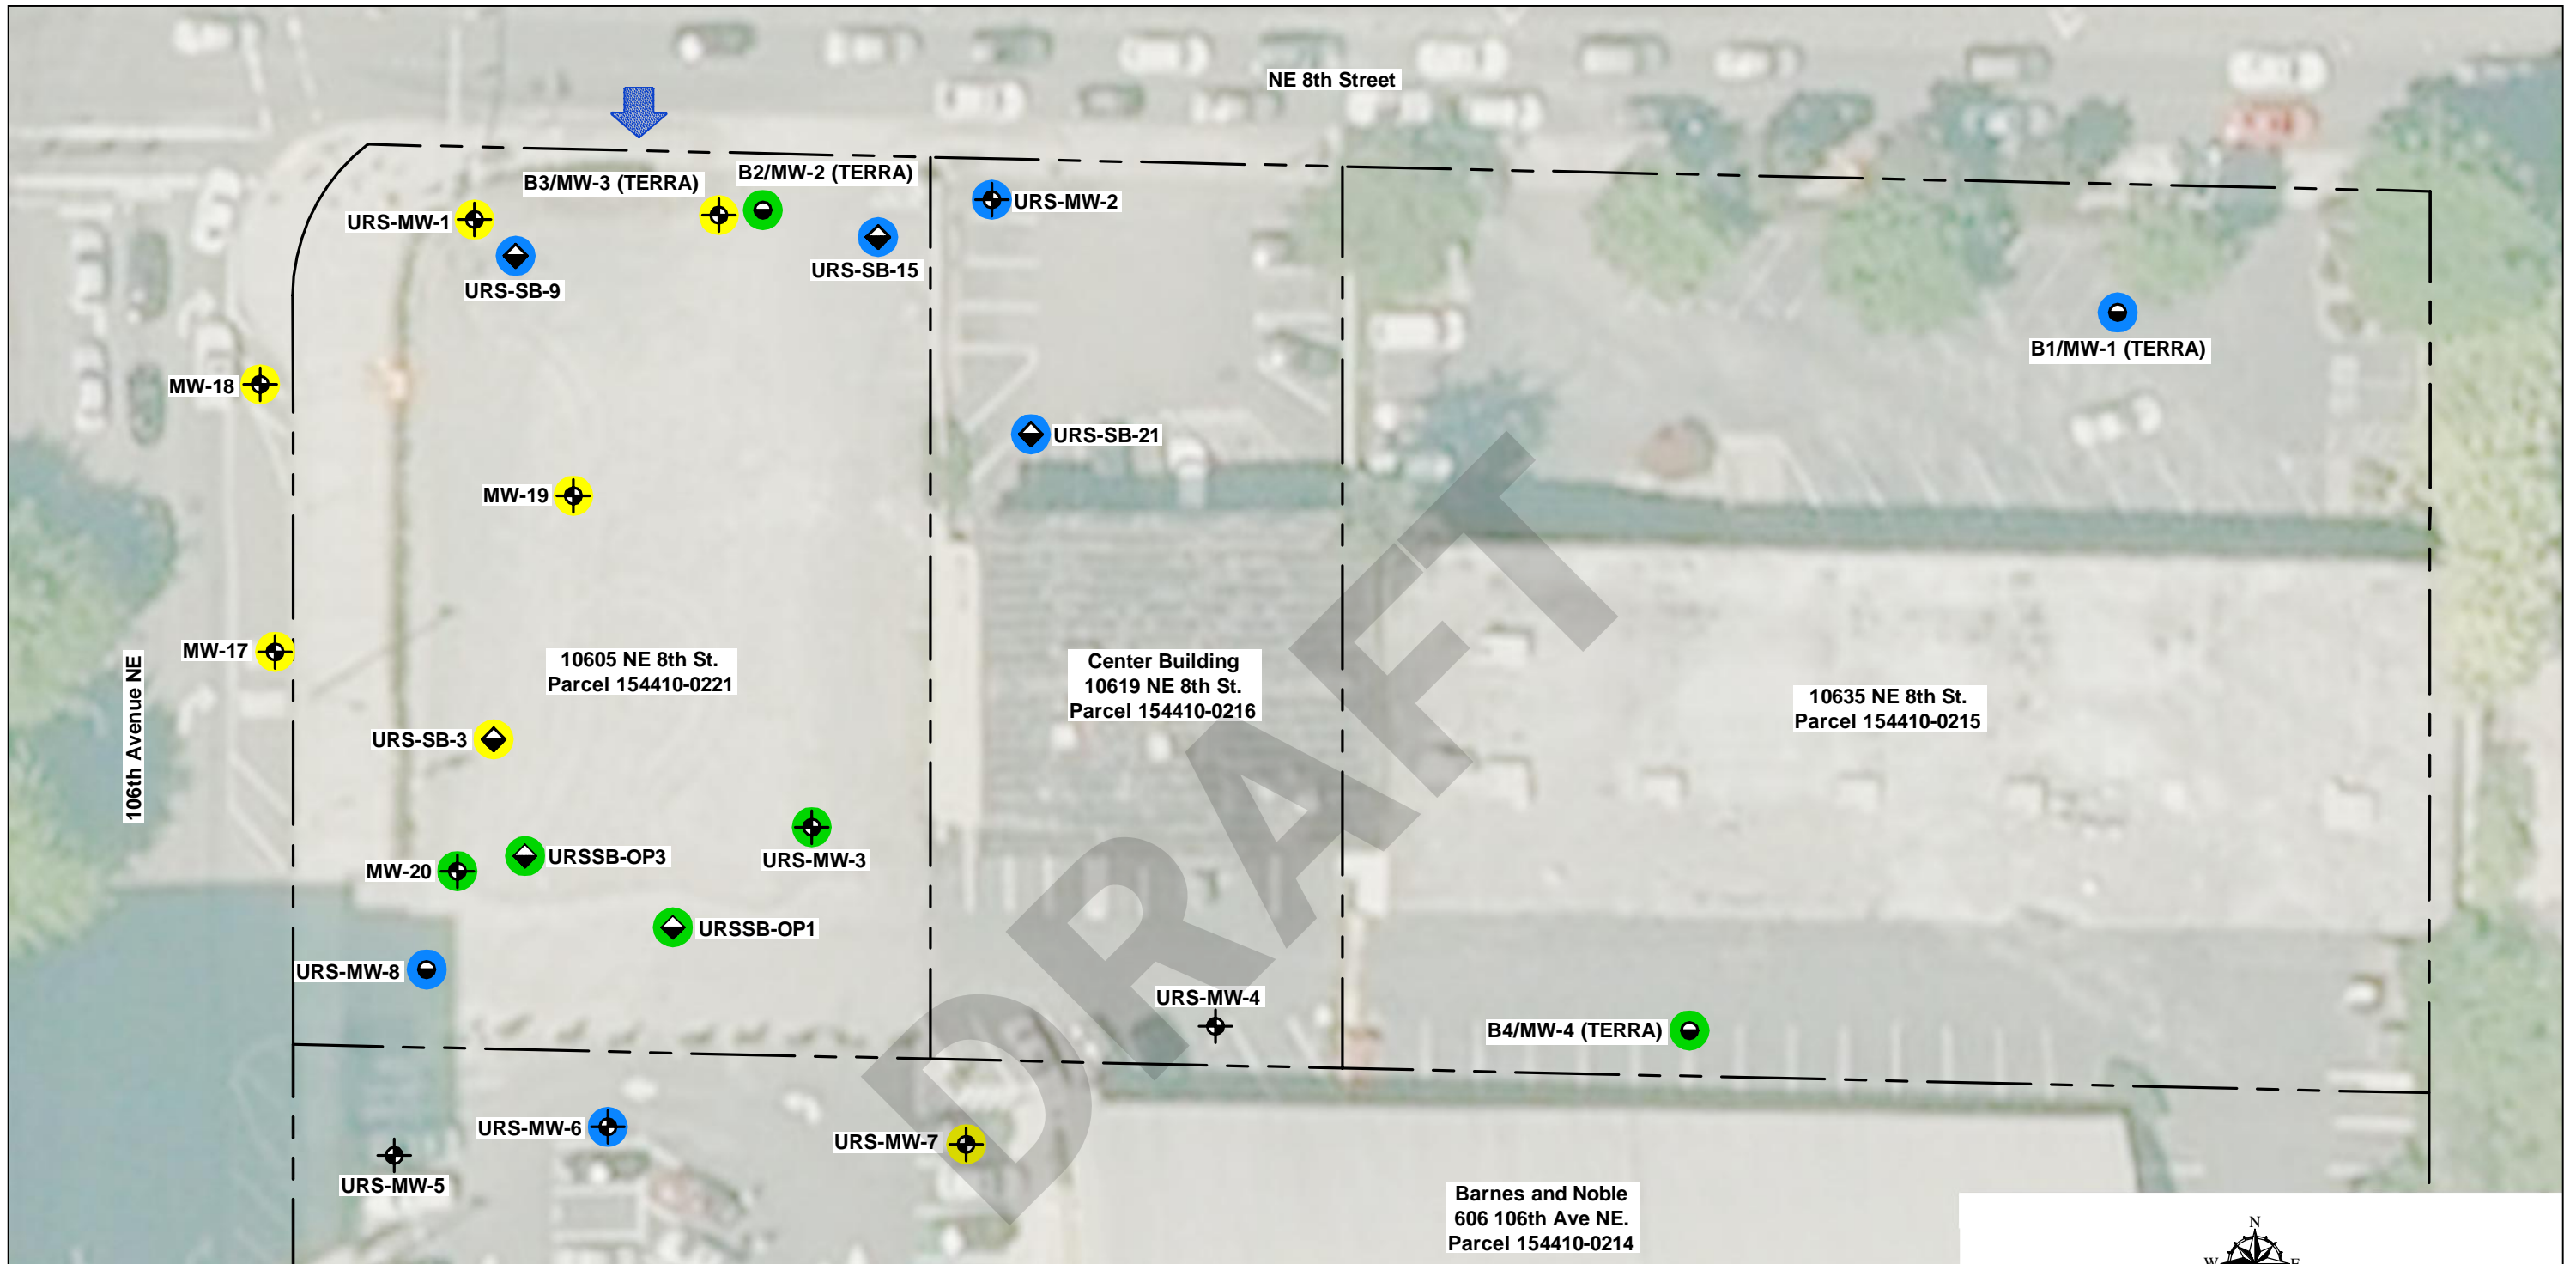 NE 8th Street
B2/MW-2 (TERRA)
B3/MW-3 (TERRA)
URS-MW-2
URS-MW-1
URS-SB-15
URS-SB-9
B1/MW-1 (TERRA)
MW-18
URS-SB-21
MW-19
MW-17
106th Avenue NE
10605 NE 8th St.
Parcel 154410-0221
Center Building
10619 NE 8th St.
Parcel 154410-0216
10635 NE 8th St.
Parcel 154410-0215
URS-SB-3
URSSB-OP3
URS-MW-3
MW-20
URSSB-OP1
URS-MW-8
URS-MW-4
B4/MW-4 (TERRA)
URS-MW-6
URS-MW-7
URS-MW-5
Barnes and Noble
606 106th Ave NE.
Parcel 154410-0214
DRAFT
N
W
E